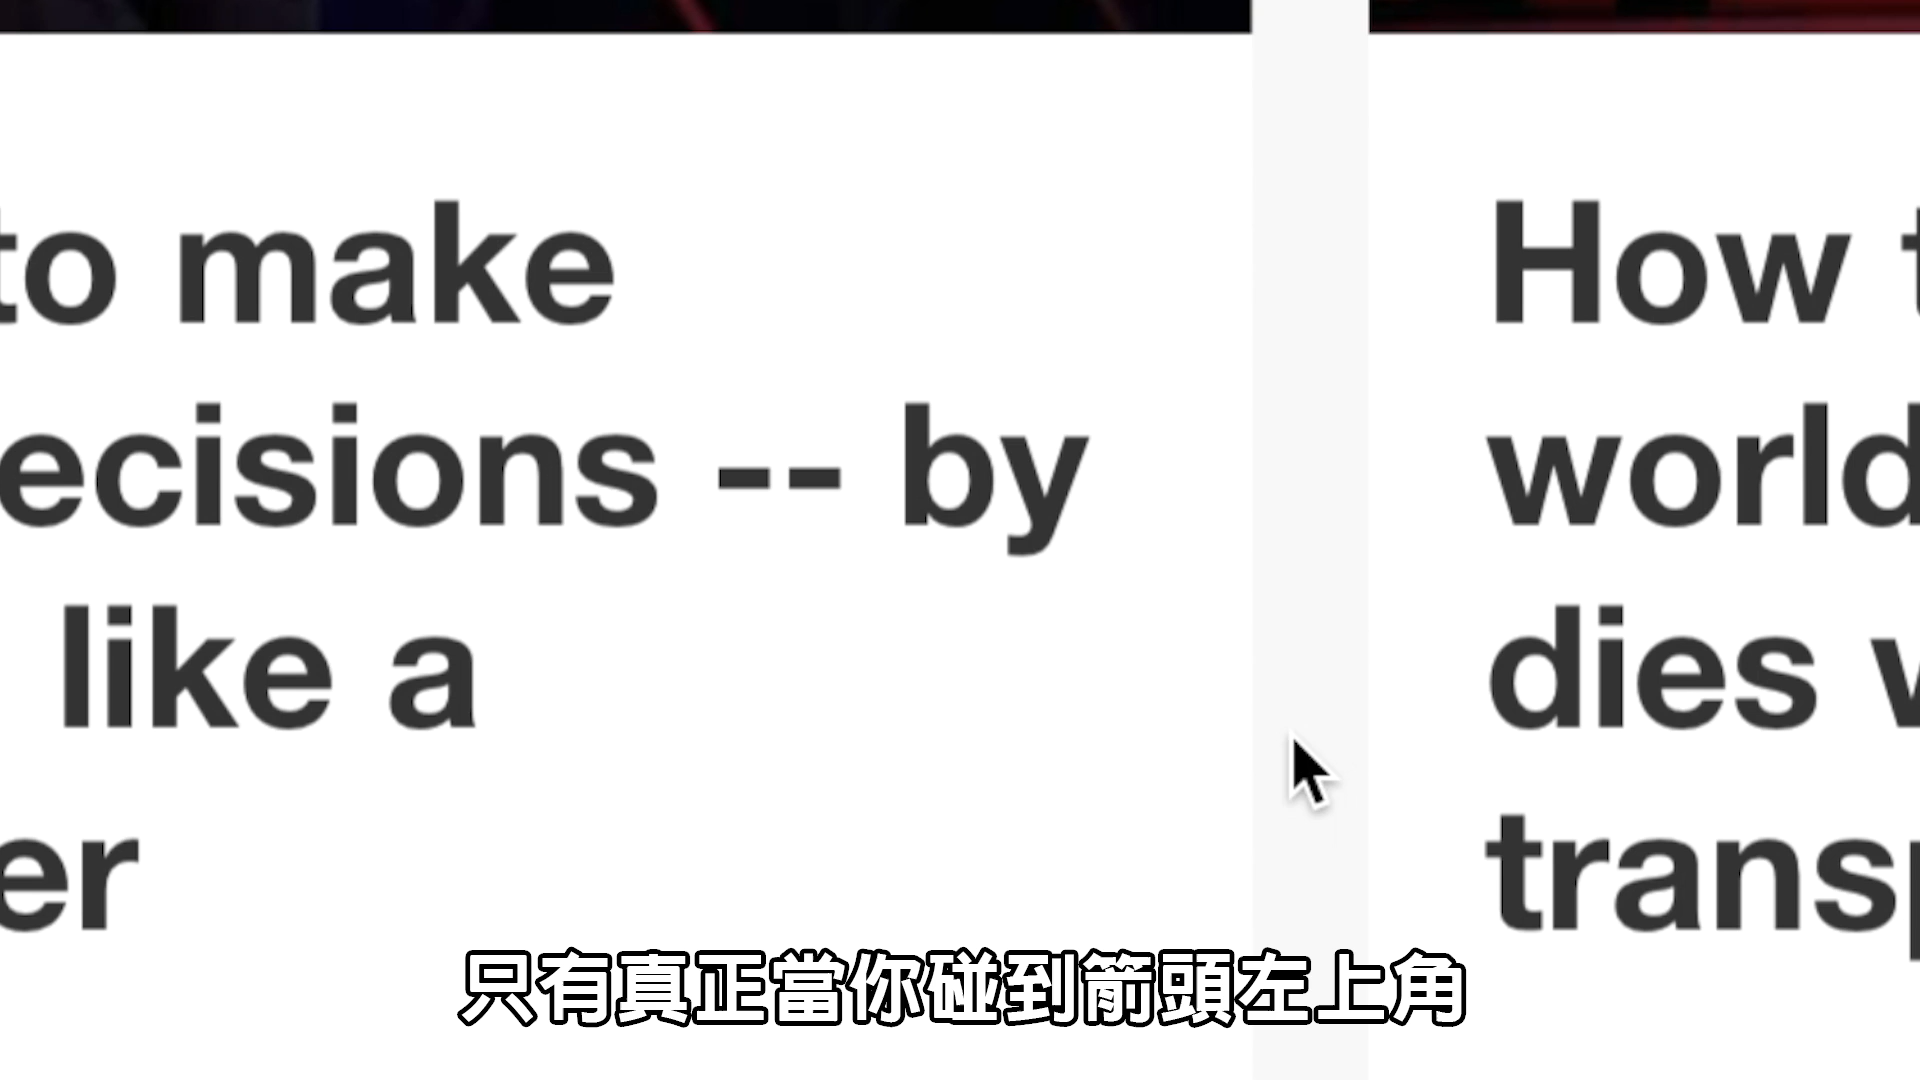 to make
ecisions -- by
like a
er
How
world
dies
transp
只有真正當你碰到箭頭左上角